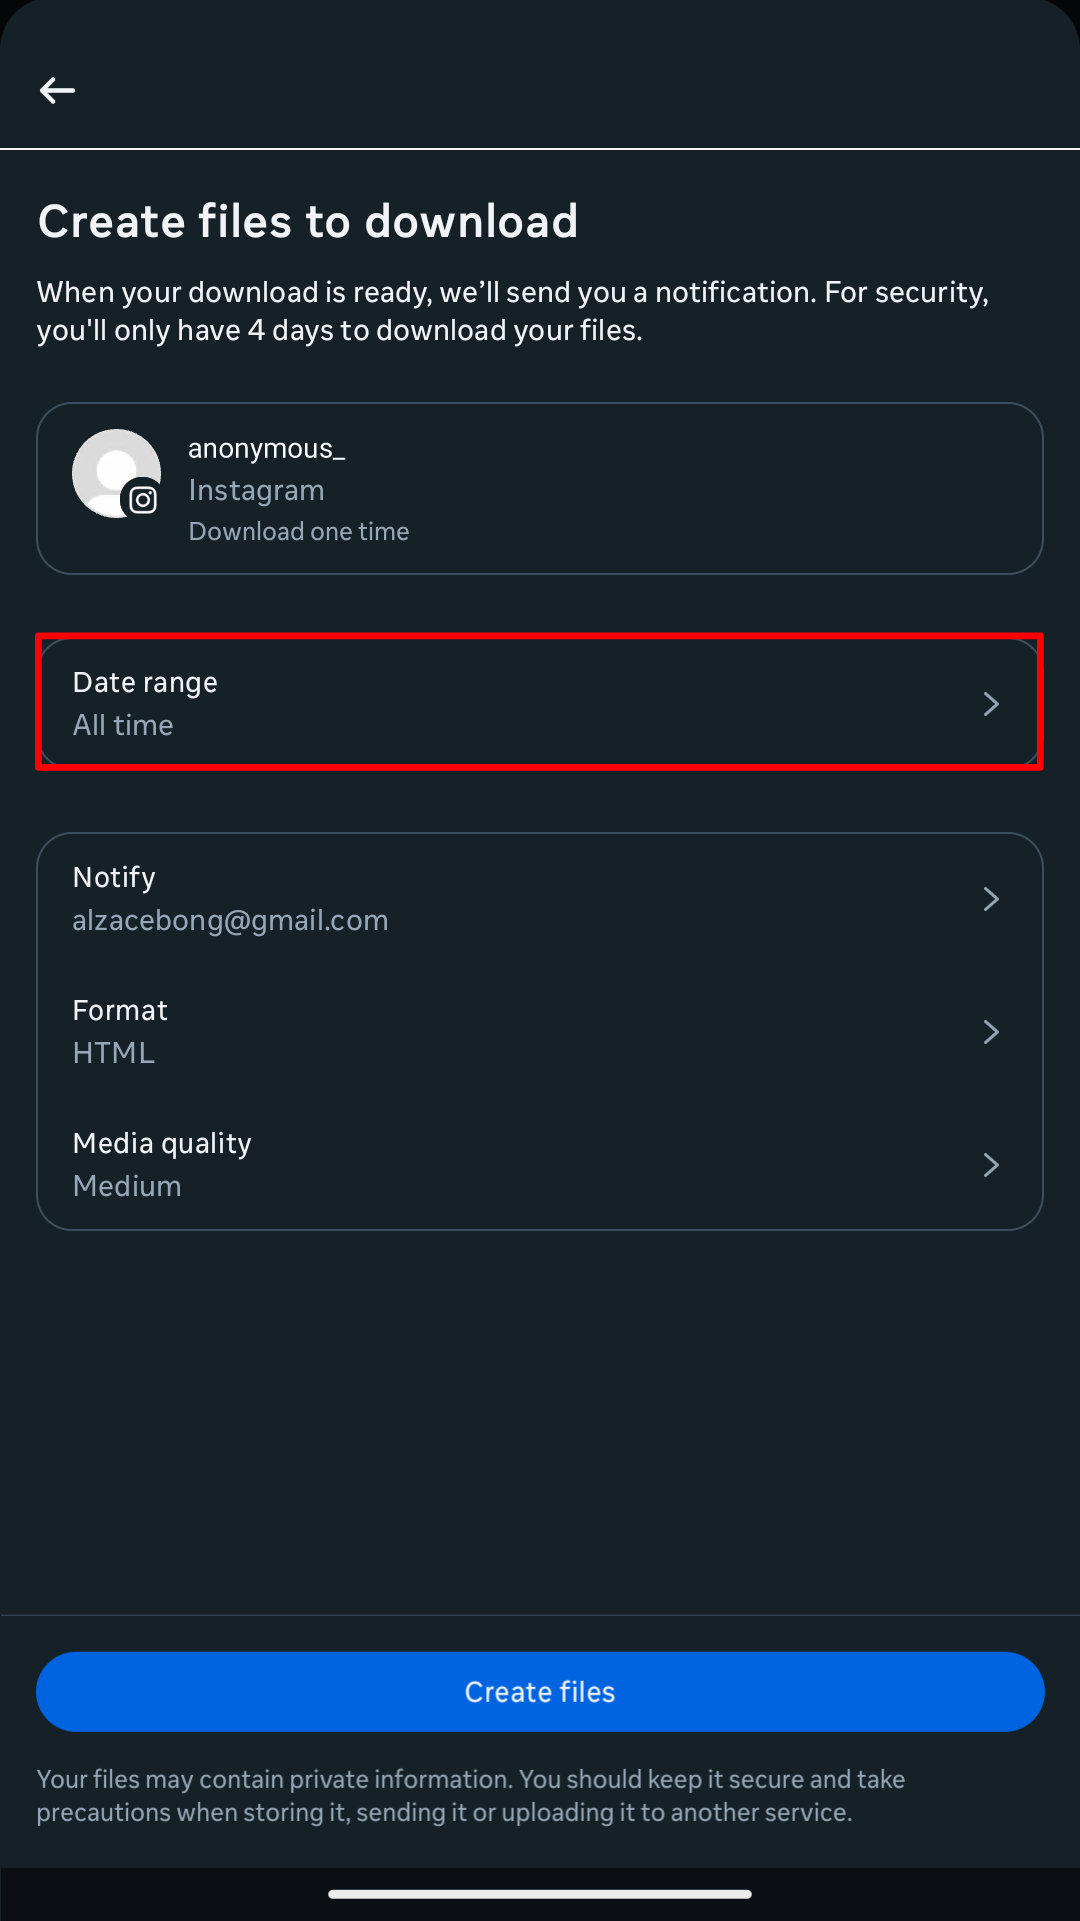 Create files to download
When your download is ready, we’ll send you a notification. For security,
you'll only have 4 days to download your files.
anonymous_
Instagram
Download one time
Date range
All time
Notify
alzacebong@gmail.com
Format
HTML
Media quality
Medium
Create files
Your files may contain private information. You should keep it secure and take
precautions when storing it, sending it or uploading it to another service.